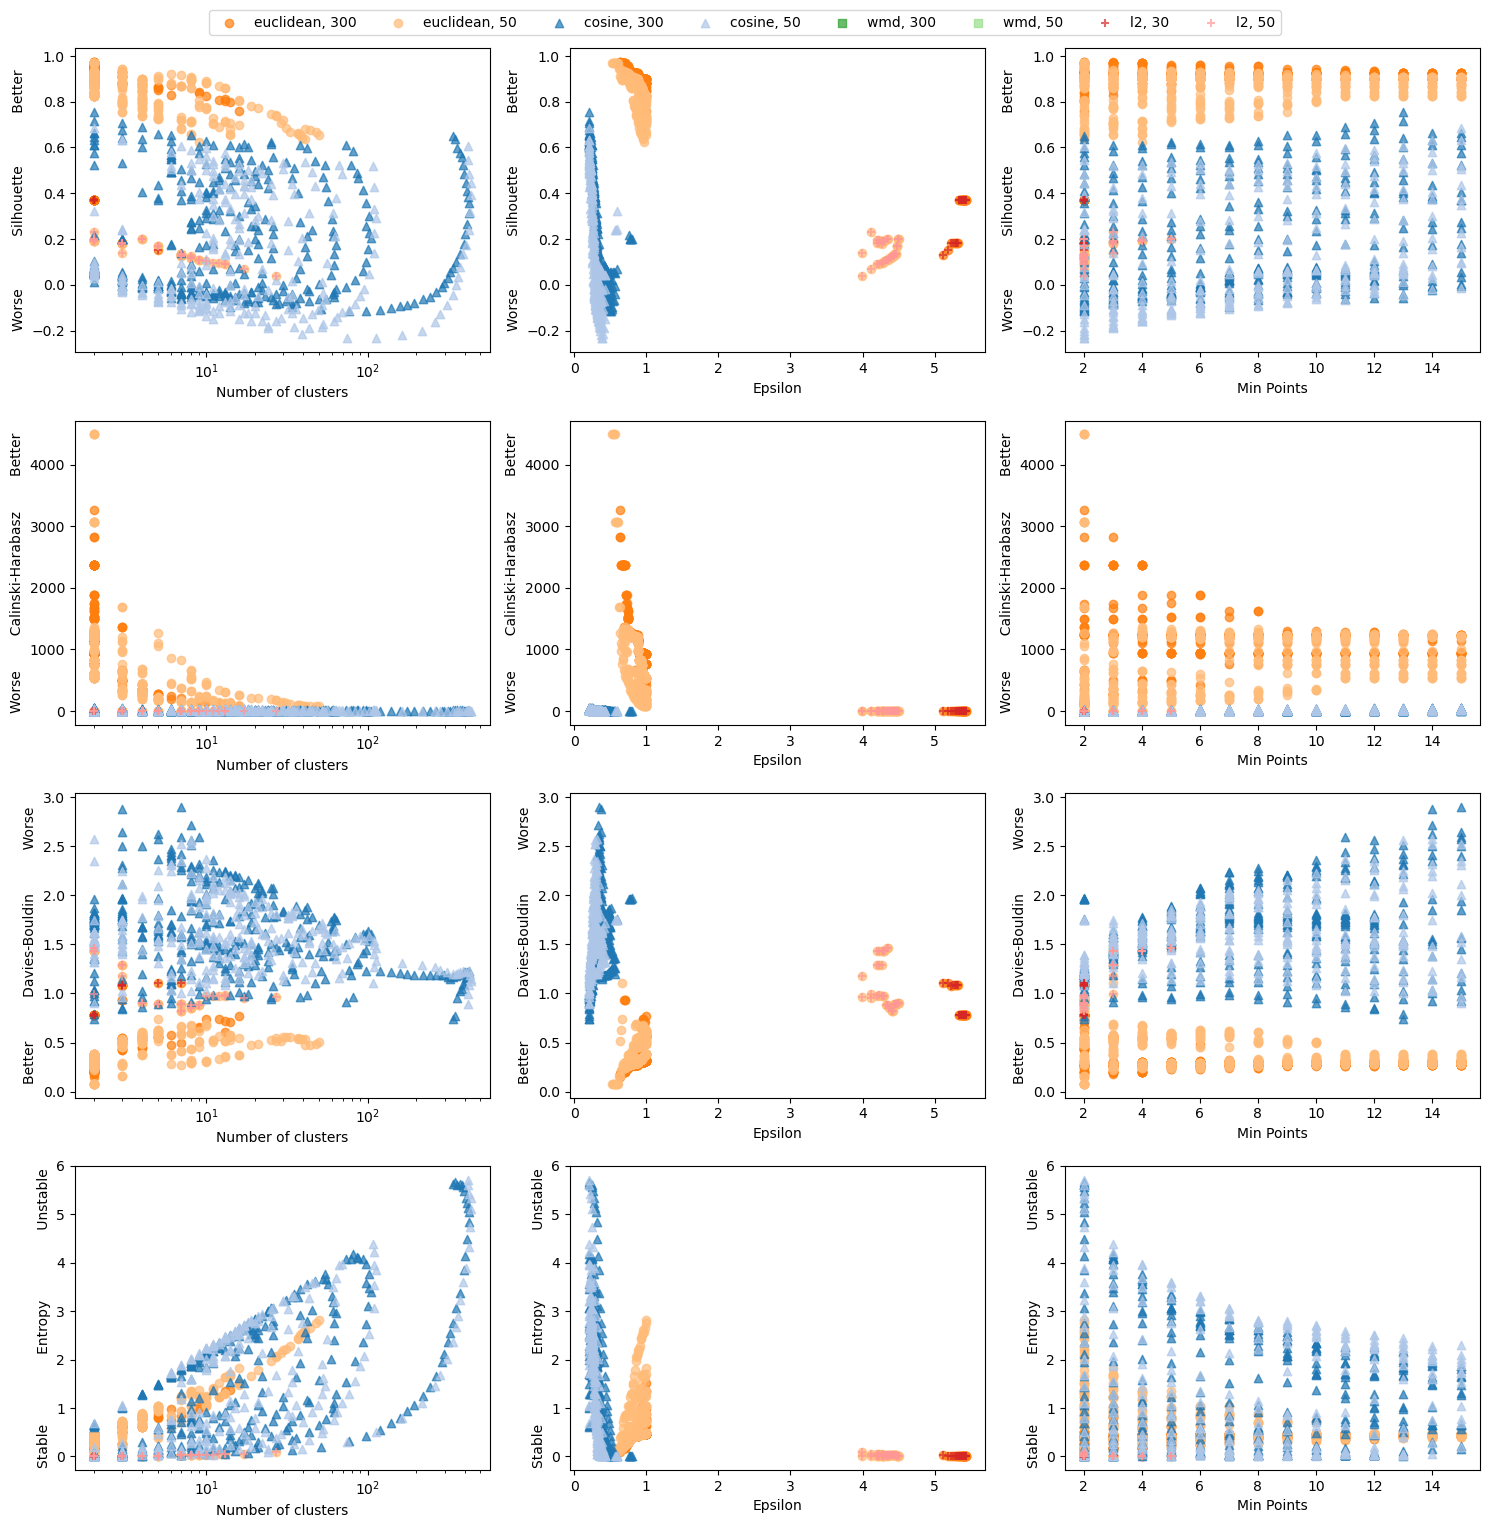 euclidean, 300 euclidean, 50 cosine, 300 cosine, 50 wmd, 300 wmd, 50 l2, 30 l2, 50
Worse Silhouette Better
1.0
0.8
0.6
0.4
0.2
0.0
−0.2
10¹ 10²
Number of clusters
Worse Silhouette Better
1.0
0.8
0.6
0.4
0.2
0.0
−0.2
0 1 2 3 4 5
Epsilon
Worse Silhouette Better
1.0
0.8
0.6
0.4
0.2
0.0
−0.2
2 4 6 8 10 12 14
Min Points
Worse Calinski-Harabasz Better
4000
3000
2000
1000
0
10¹ 10²
Number of clusters
Worse Calinski-Harabasz Better
4000
3000
2000
1000
0
0 1 2 3 4 5
Epsilon
Worse Calinski-Harabasz Better
4000
3000
2000
1000
0
2 4 6 8 10 12 14
Min Points
Better Davies-Bouldin Worse
3.0
2.5
2.0
1.5
1.0
0.5
0.0
10¹ 10²
Number of clusters
Better Davies-Bouldin Worse
3.0
2.5
2.0
1.5
1.0
0.5
0.0
0 1 2 3 4 5
Epsilon
Better Davies-Bouldin Worse
3.0
2.5
2.0
1.5
1.0
0.5
0.0
2 4 6 8 10 12 14
Min Points
Stable Entropy Unstable
6
5
4
3
2
1
0
10¹ 10²
Number of clusters
Stable Entropy Unstable
6
5
4
3
2
1
0
0 1 2 3 4 5
Epsilon
Stable Entropy Unstable
6
5
4
3
2
1
0
2 4 6 8 10 12 14
Min Points